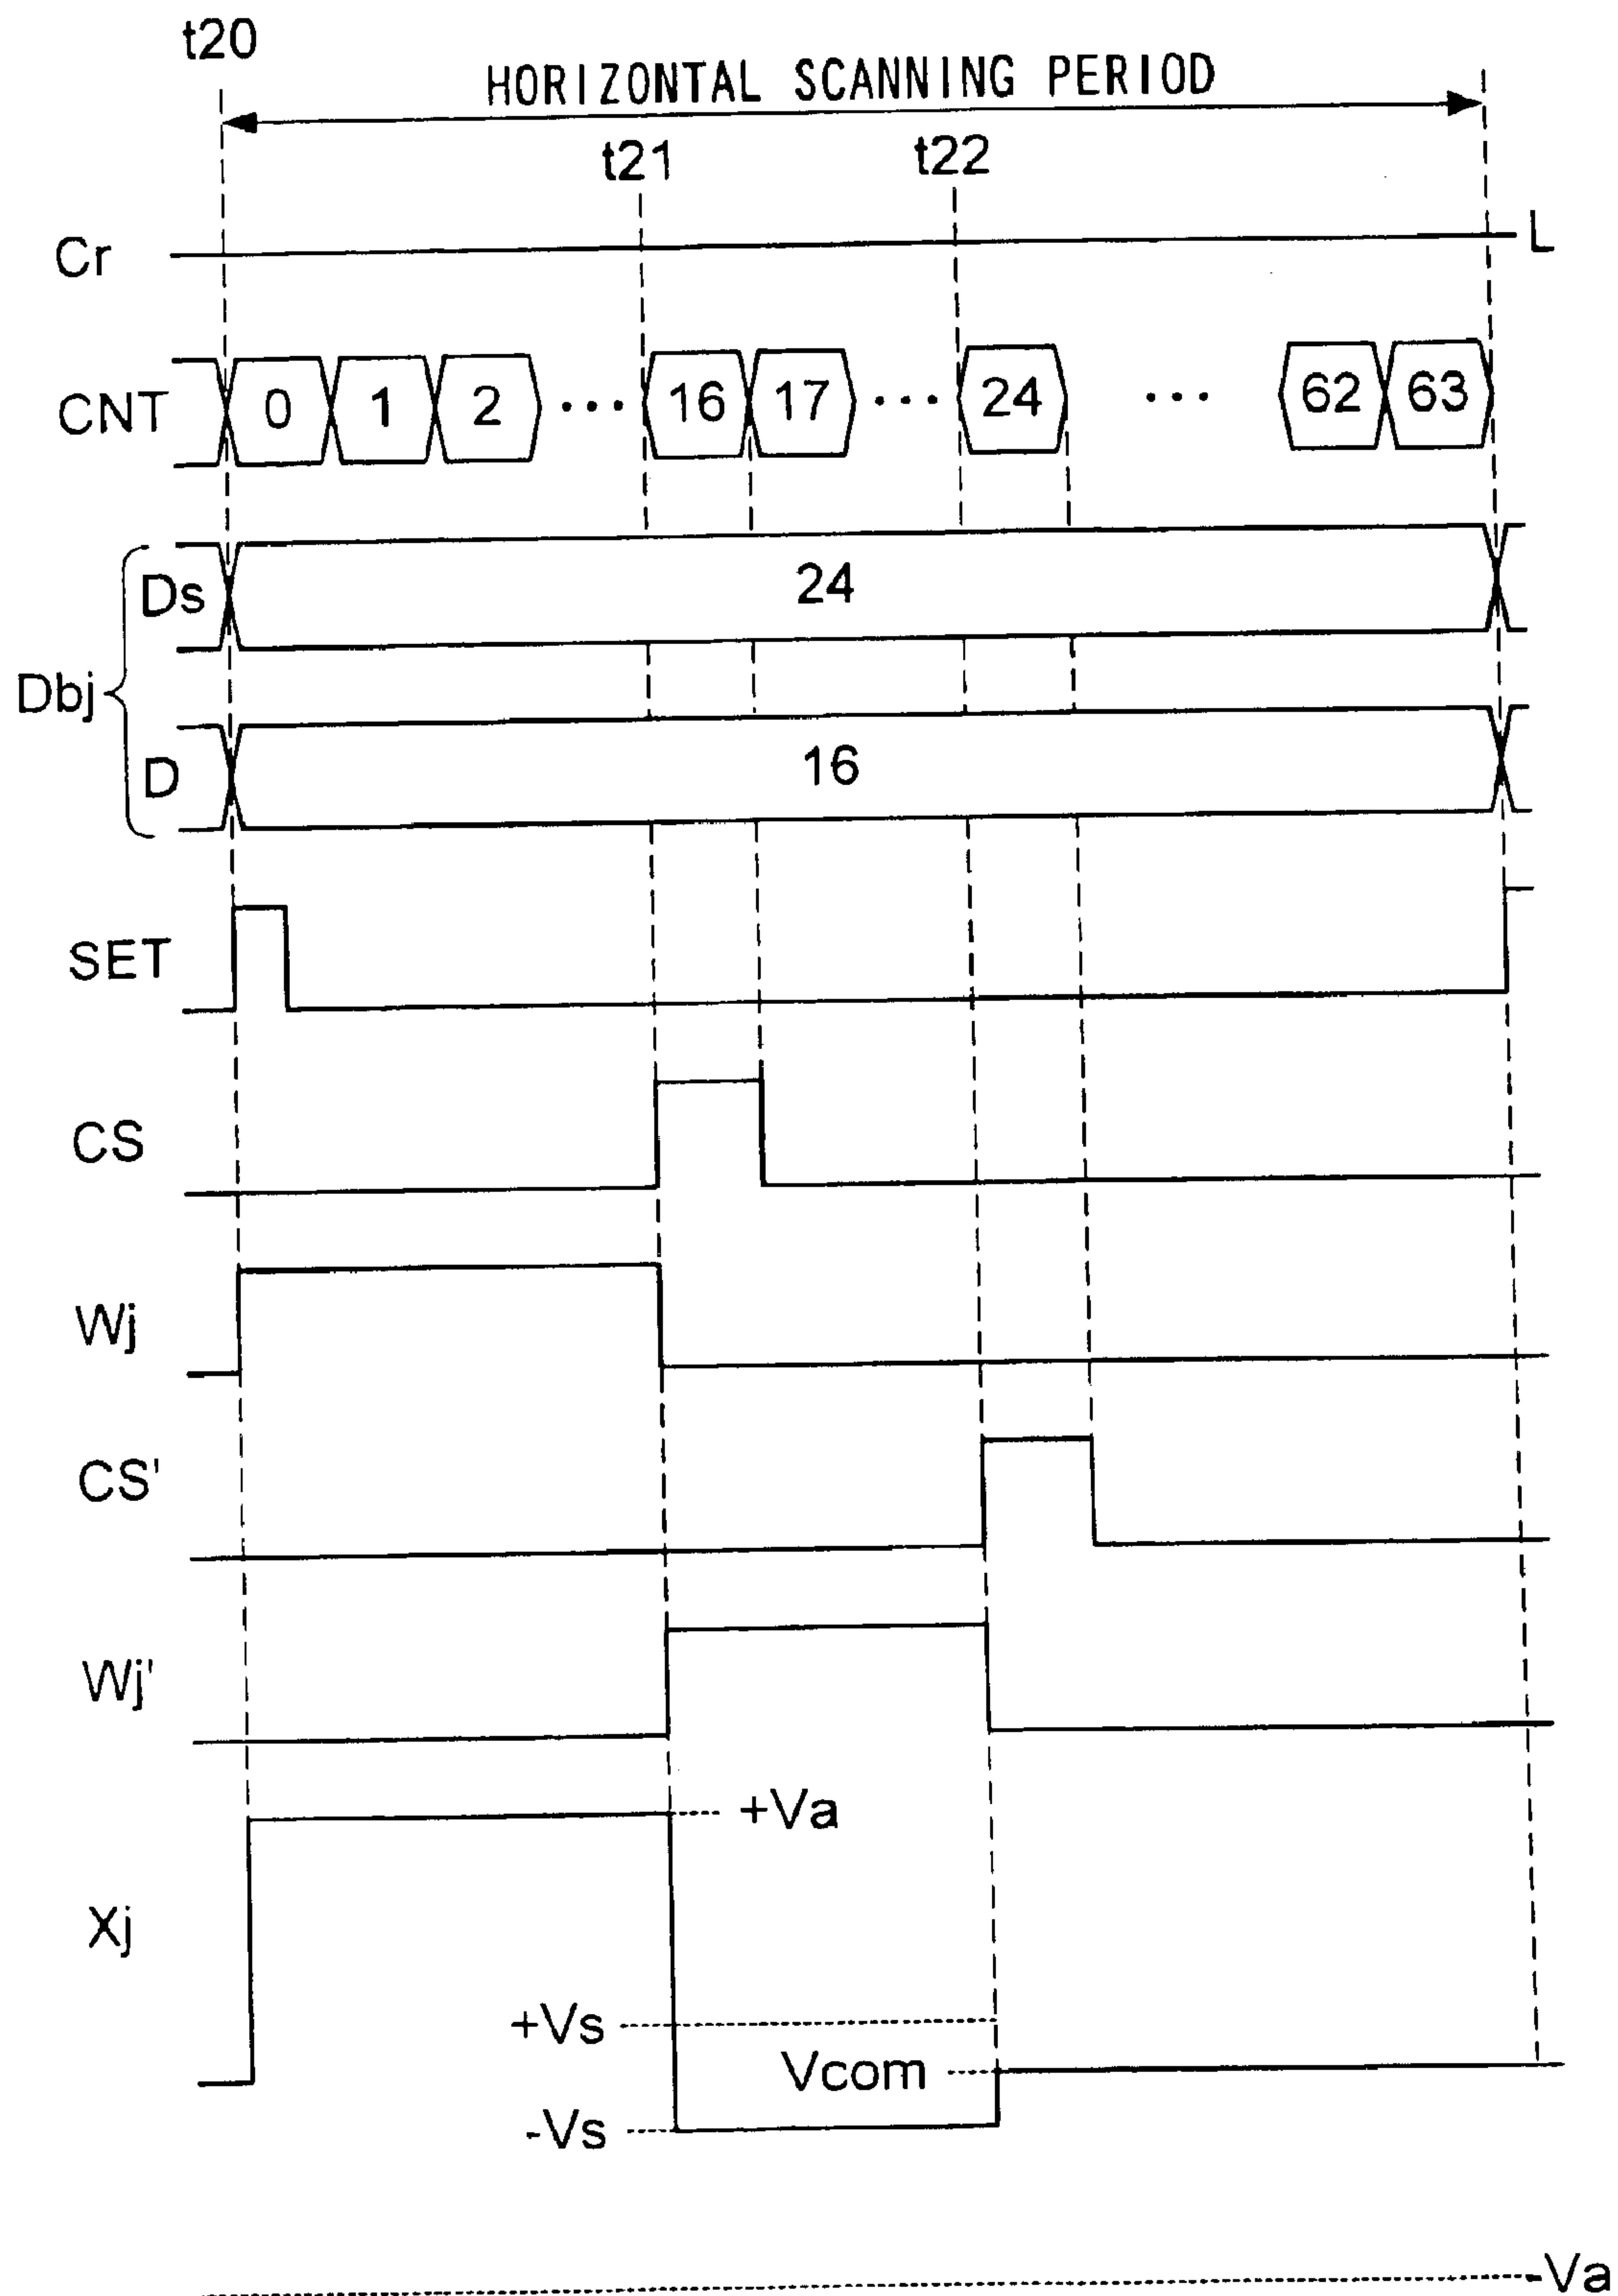 t20
HORIZONTAL SCANNING PERIOD
t21
t22
Cr
L
CNT
0 1 2 ··· 16 17 ··· 24 ··· 62 63
Dbj
Ds
24
D
16
SET
CS
Wj
CS'
Wj'
+Va
Xj
+Vs
Vcom
-Vs
-Va